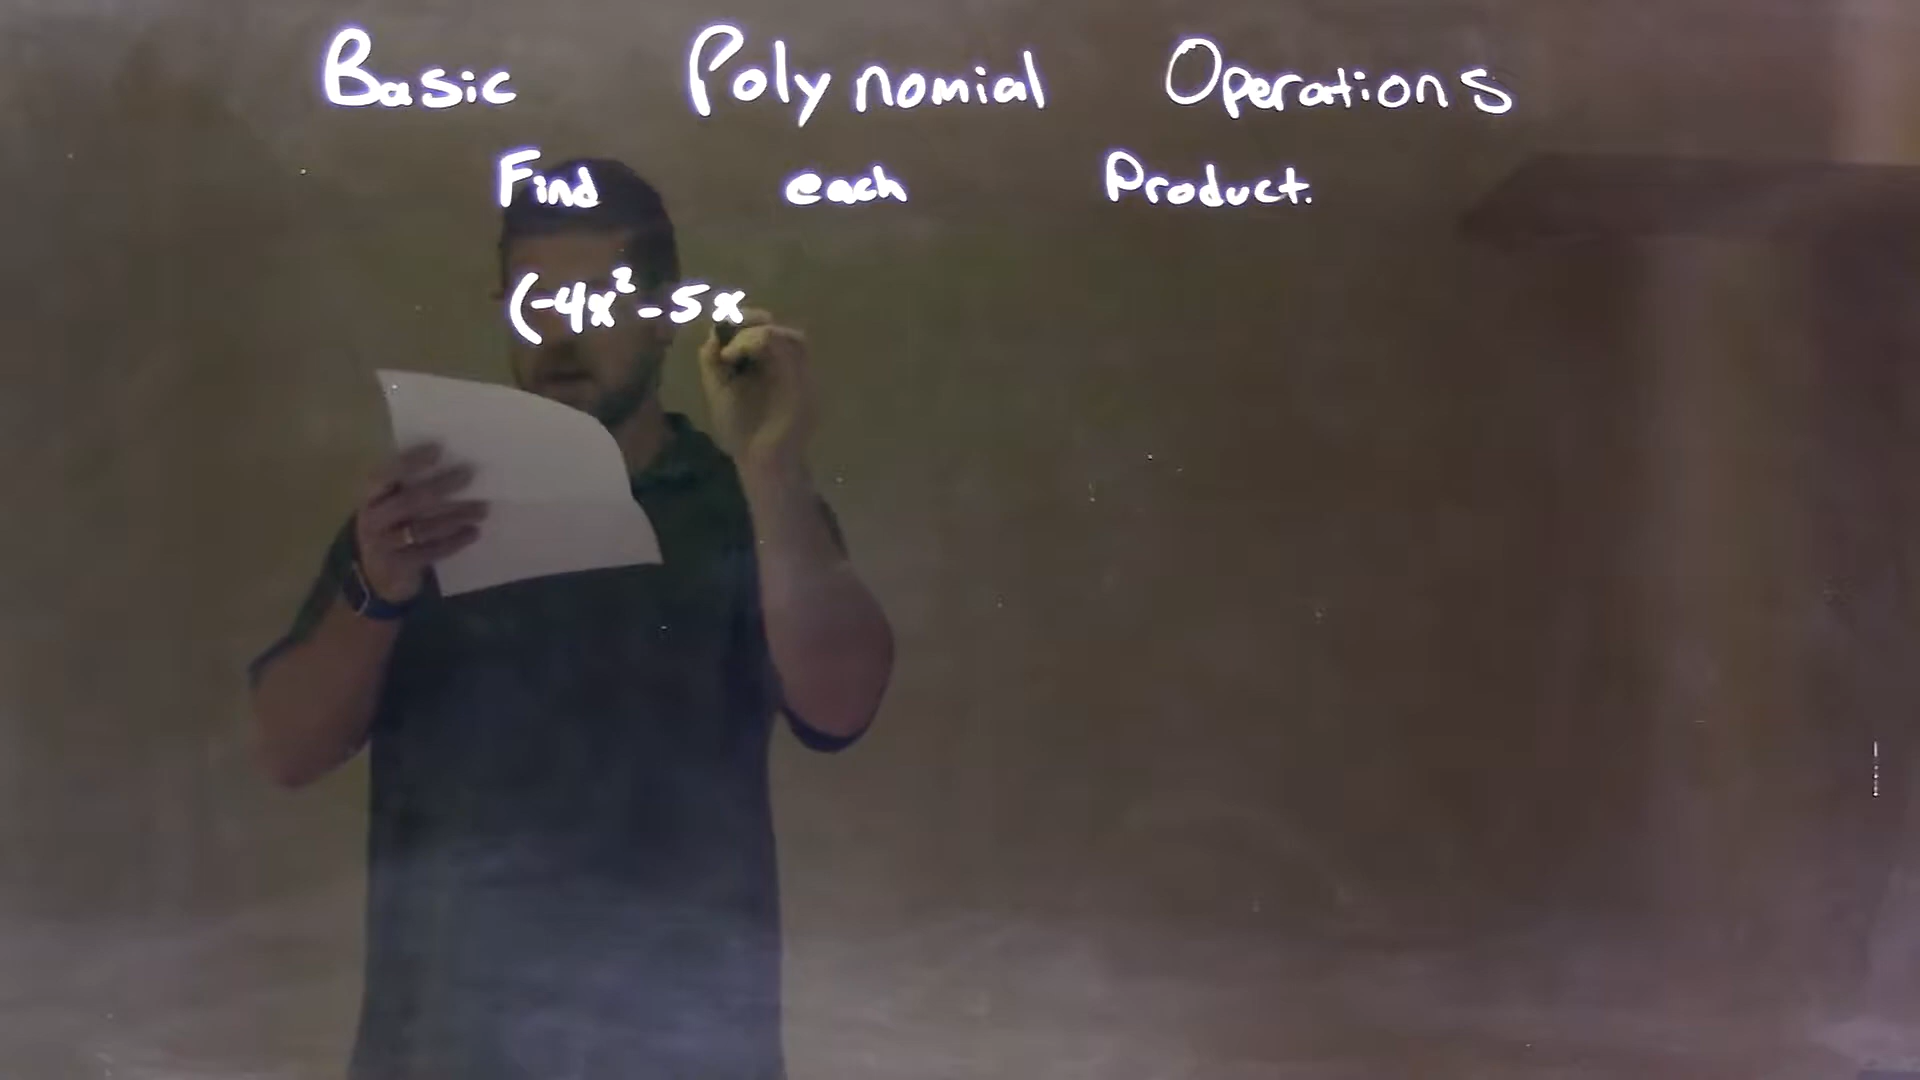 Basic Polynomial Operations
Find each Product.
(-4x²-5x